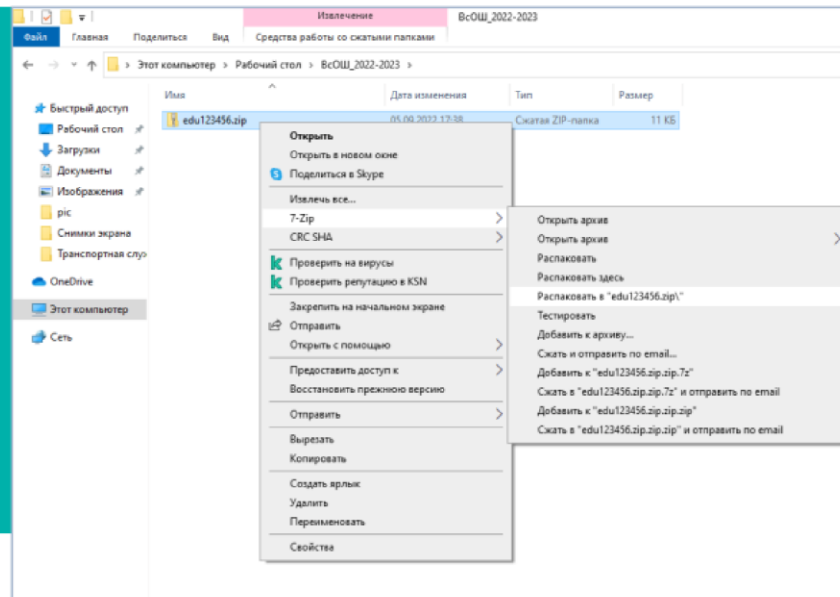 Извлечение
ВсОШ_2022-2023
Файл
Главная
Поделиться
Вид
Средства работы со сжатыми папками
Этот компьютер
Рабочий стол
ВсОШ_2022-2023
Имя
Дата изменения
Тип
Размер
Быстрый доступ
Рабочий стол
Загрузки
Документы
Изображения
pic
Снимки экрана
Транспортная слу
OneDrive
Этот компьютер
Сеть
edu123456.zip
05.09.2022 17:38
Сжатая ZIP-папка
11 КБ
Открыть
Открыть в новом окне
Поделиться в Skype
Извлечь все...
7-Zip
CRC SHA
Проверить на вирусы
Проверить репутацию в KSN
Закрепить на начальном экране
Отправить
Открыть с помощью
Предоставить доступ к
Восстановить прежнюю версию
Отправить
Вырезать
Копировать
Создать ярлык
Удалить
Переименовать
Свойства
Открыть архив
Открыть архив
Распаковать
Распаковать здесь
Распаковать в "edu123456.zip\"
Тестировать
Добавить к архиву...
Сжать и отправить по email...
Добавить к "edu123456.zip.zip.7z"
Сжать в "edu123456.zip.zip.7z" и отправить по email
Добавить к "edu123456.zip.zip.zip"
Сжать в "edu123456.zip.zip.zip" и отправить по email